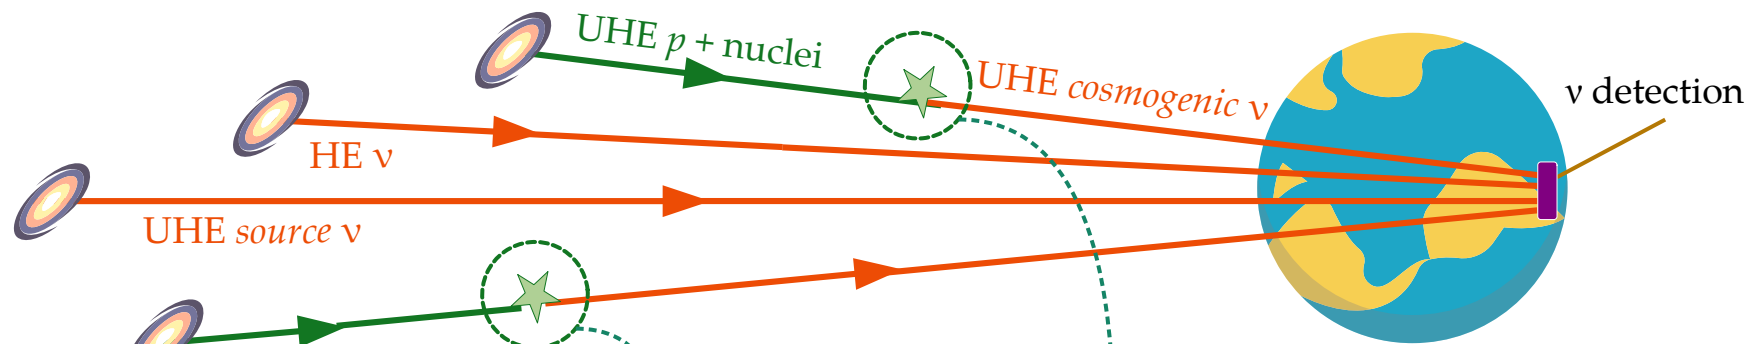 UHE p + nuclei
UHE cosmogenic ν
ν detection
HE ν
UHE source ν